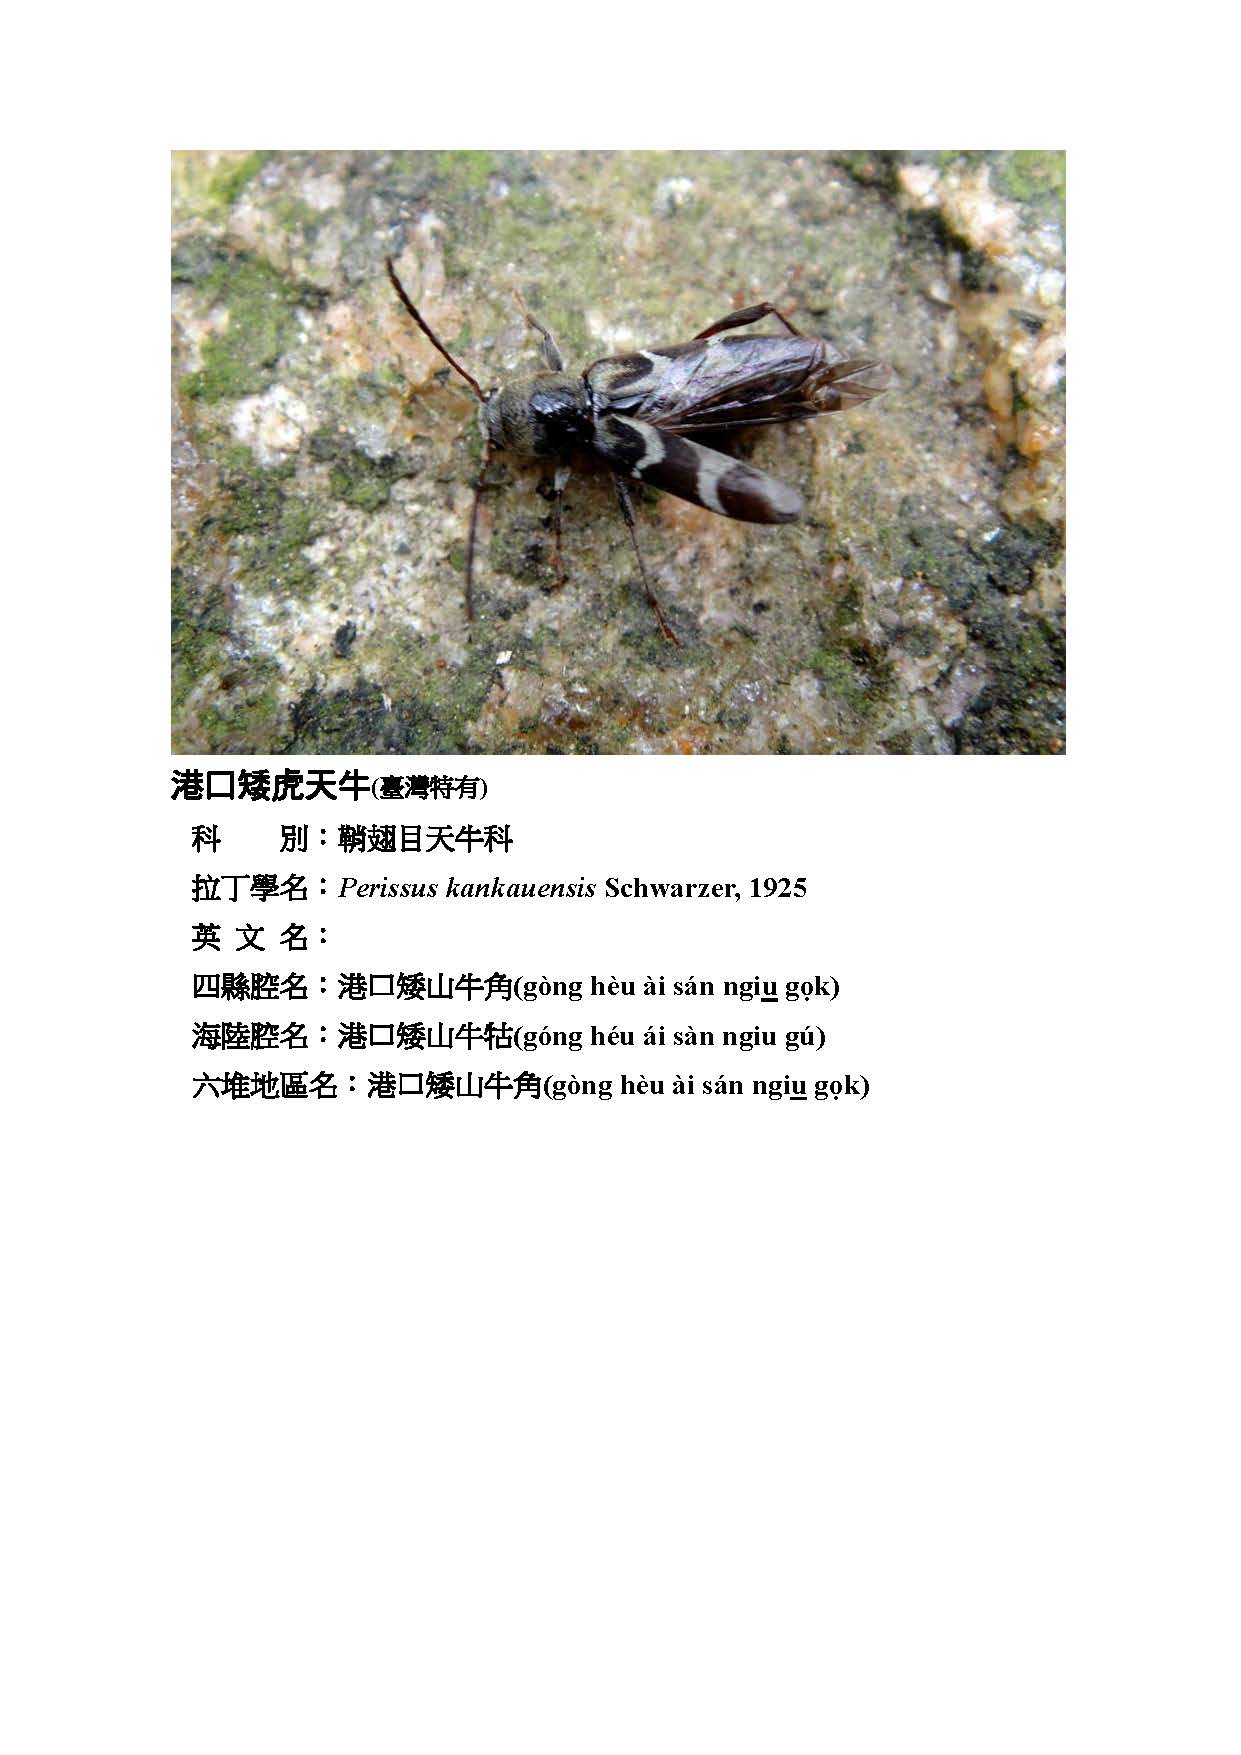 港口矮虎天牛(臺灣特有)
科　　別：鞘翅目天牛科
拉丁學名：Perissus kankauensis Schwarzer, 1925
英 文 名：
四縣腔名：港口矮山牛角(gòng hèu ài sán ngiu̲ gọk)
海陸腔名：港口矮山牛牯(góng héu ái sàn ngiu gú)
六堆地區名：港口矮山牛角(gòng hèu ài sán ngiu̲ gọk)